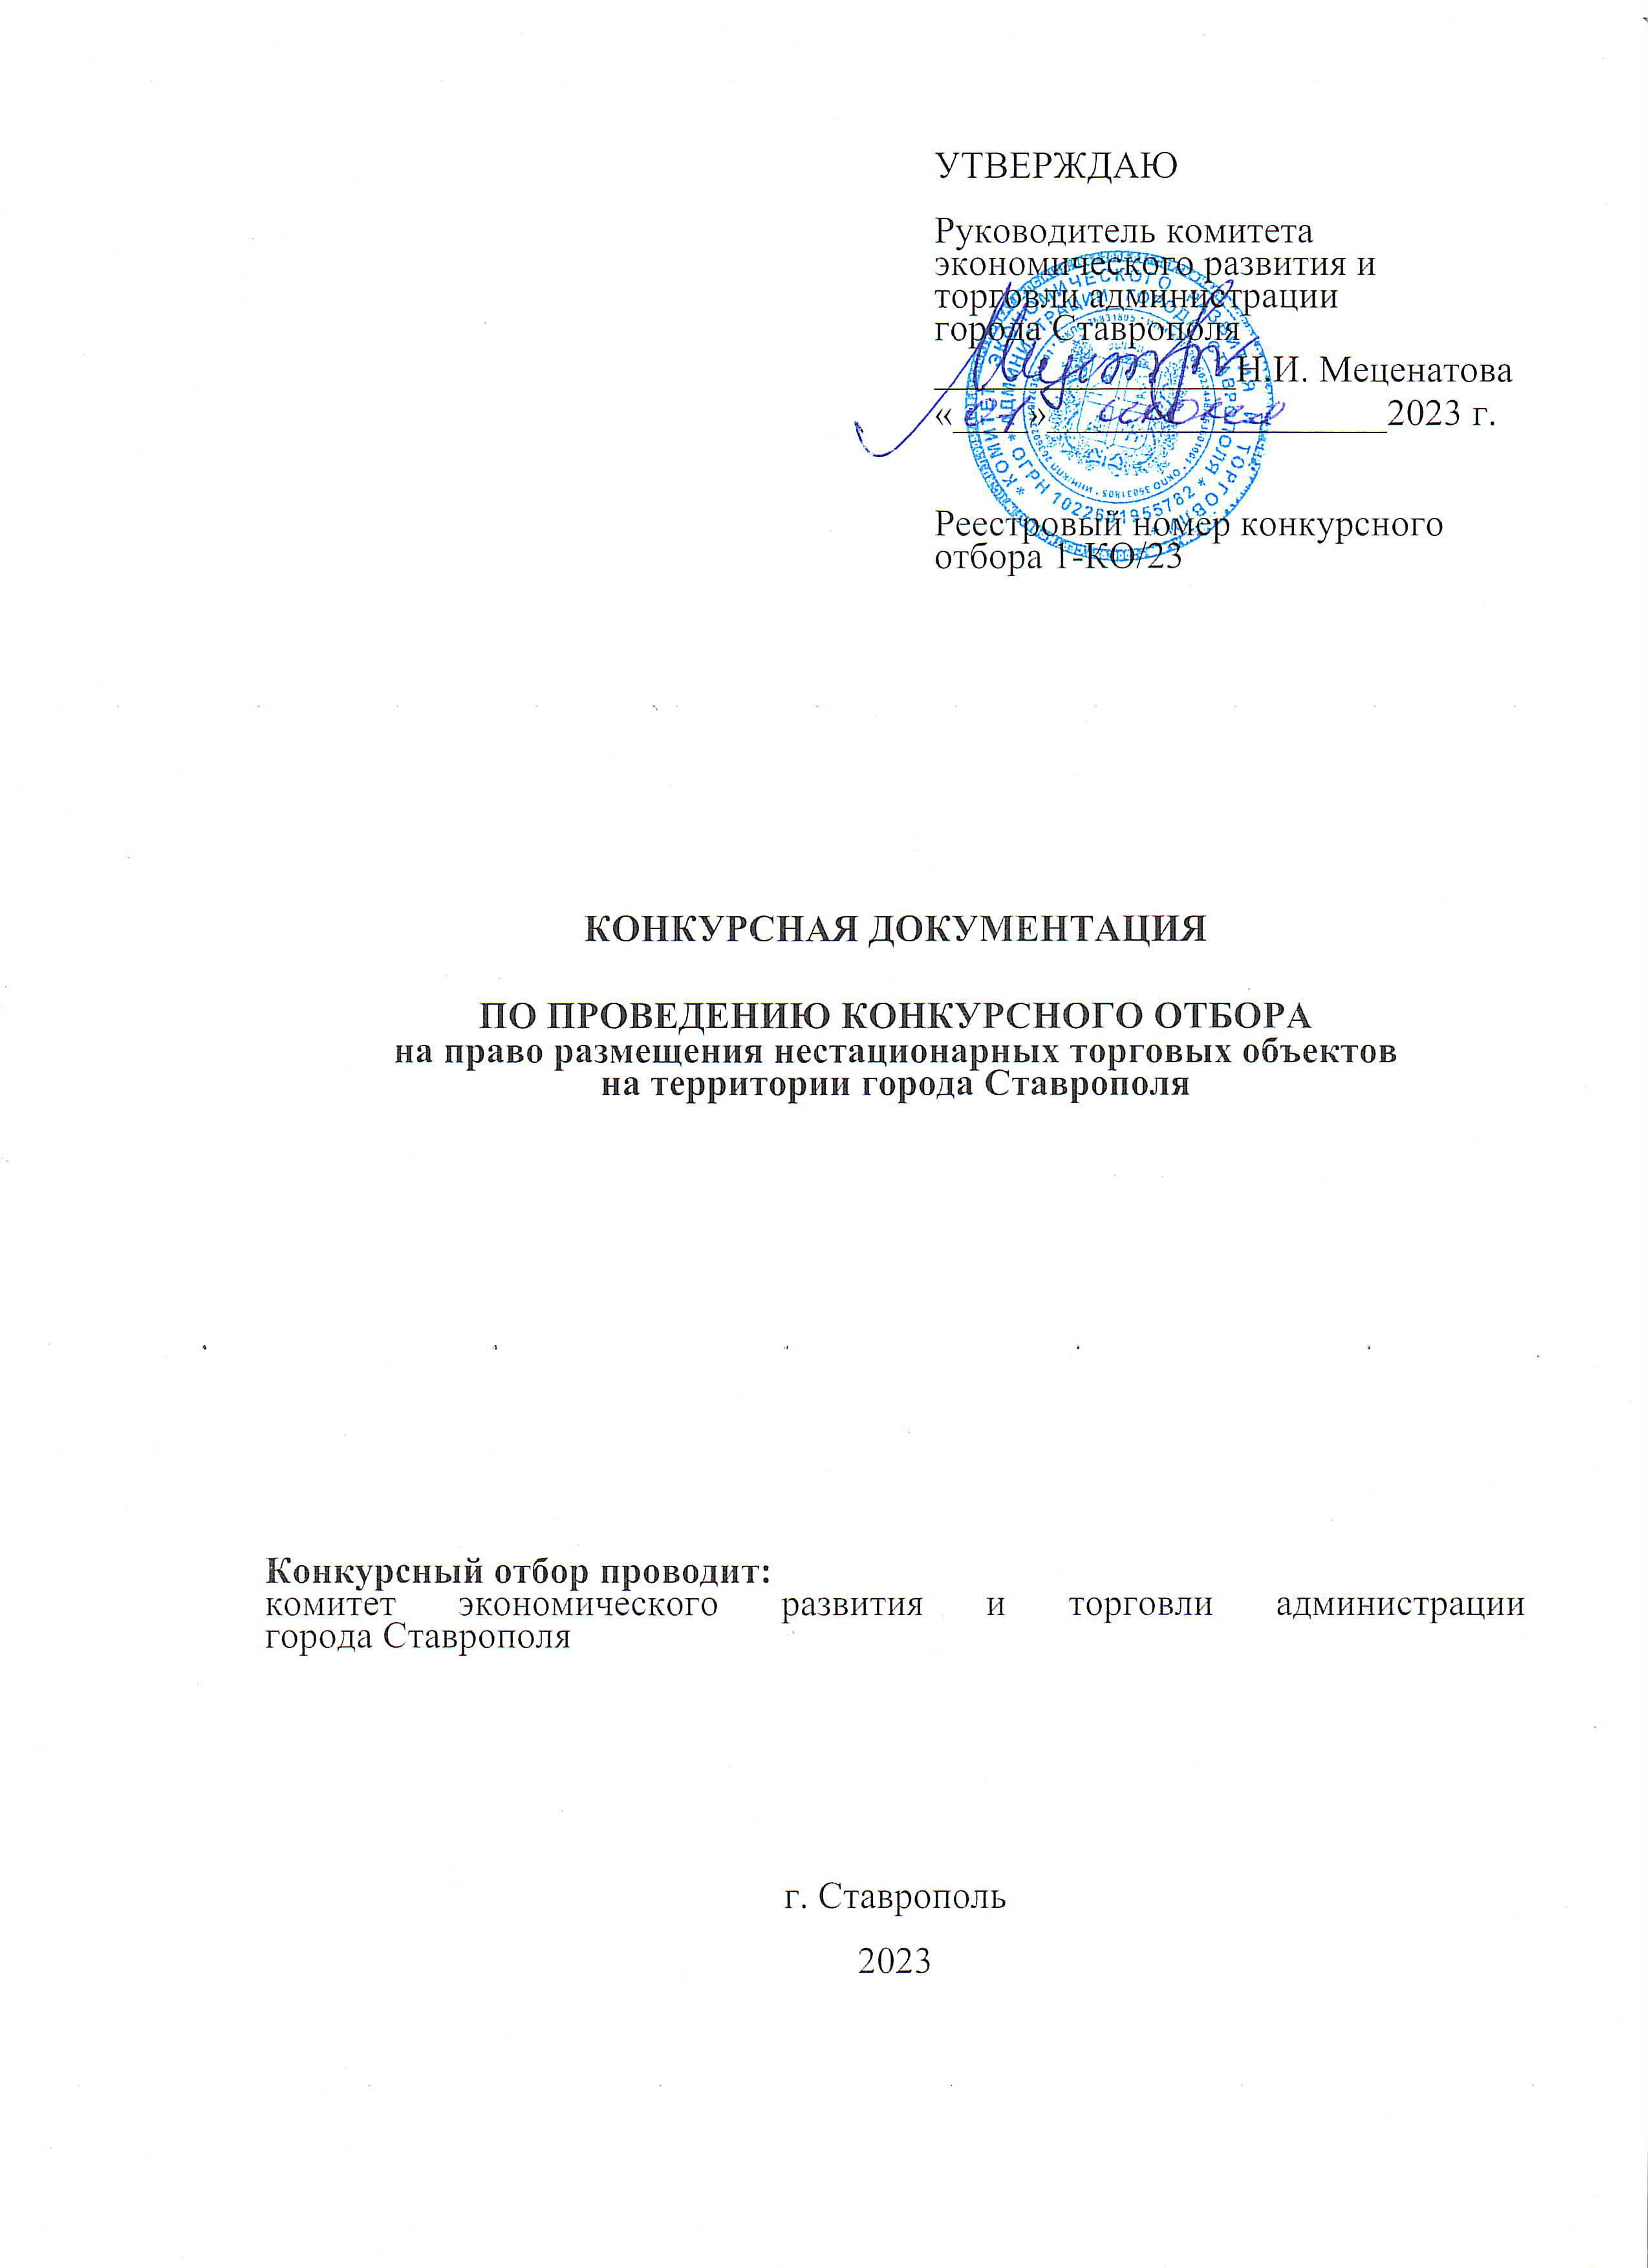 УТВЕРЖДАЮ
Руководитель комитета
экономического развития и
торговли администрации
города Ставрополя
Н.И. Меценатова
« » 2023 г.
Реестровый номер конкурсного
отбора 1-КО/23
КОНКУРСНАЯ ДОКУМЕНТАЦИЯ
ПО ПРОВЕДЕНИЮ КОНКУРСНОГО ОТБОРА
на право размещения нестационарных торговых объектов
на территории города Ставрополя
Конкурсный отбор проводит:
комитет экономического развития и торговли администрации
города Ставрополя
г. Ставрополь
2023